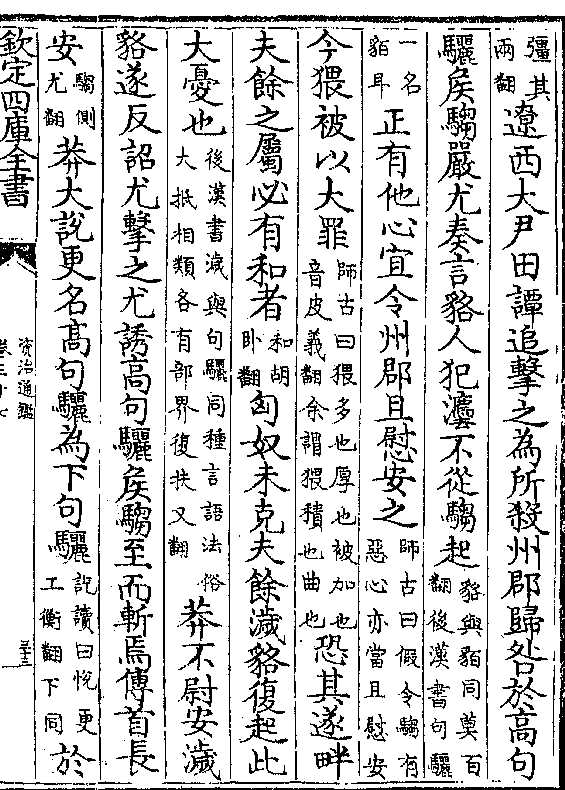 彊其兩翻遼西大尹田譚追擊之為所殺州郡歸咎於高句
驪侯騶嚴尤奏言貉人犯灋不從騶起貉與貊同莫百翻後漢書句驪
一名貊耳正有他心宜令州郡且慰安之師古曰假令騶有惡心亦當且慰安
今猥被以大罪師古曰猥多也厚也被加也音皮義翻余謂猥積也曲也恐其遂畔
夫餘之屬必有和者和胡卧翻匈奴未克夫餘濊貉復起此
大憂也後漢書濊與句驪同種言語法俗大抵相類各有部界復扶又翻莽不尉安濊
貉遂反詔尤擊之尤誘高句驪侯騶至而斬焉傳首長
安騶側尤翻莽大說更名高句驪為下句驪說讀曰悅更工衡翻下同於
欽定四庫全書
資治通鑑
卷三十七